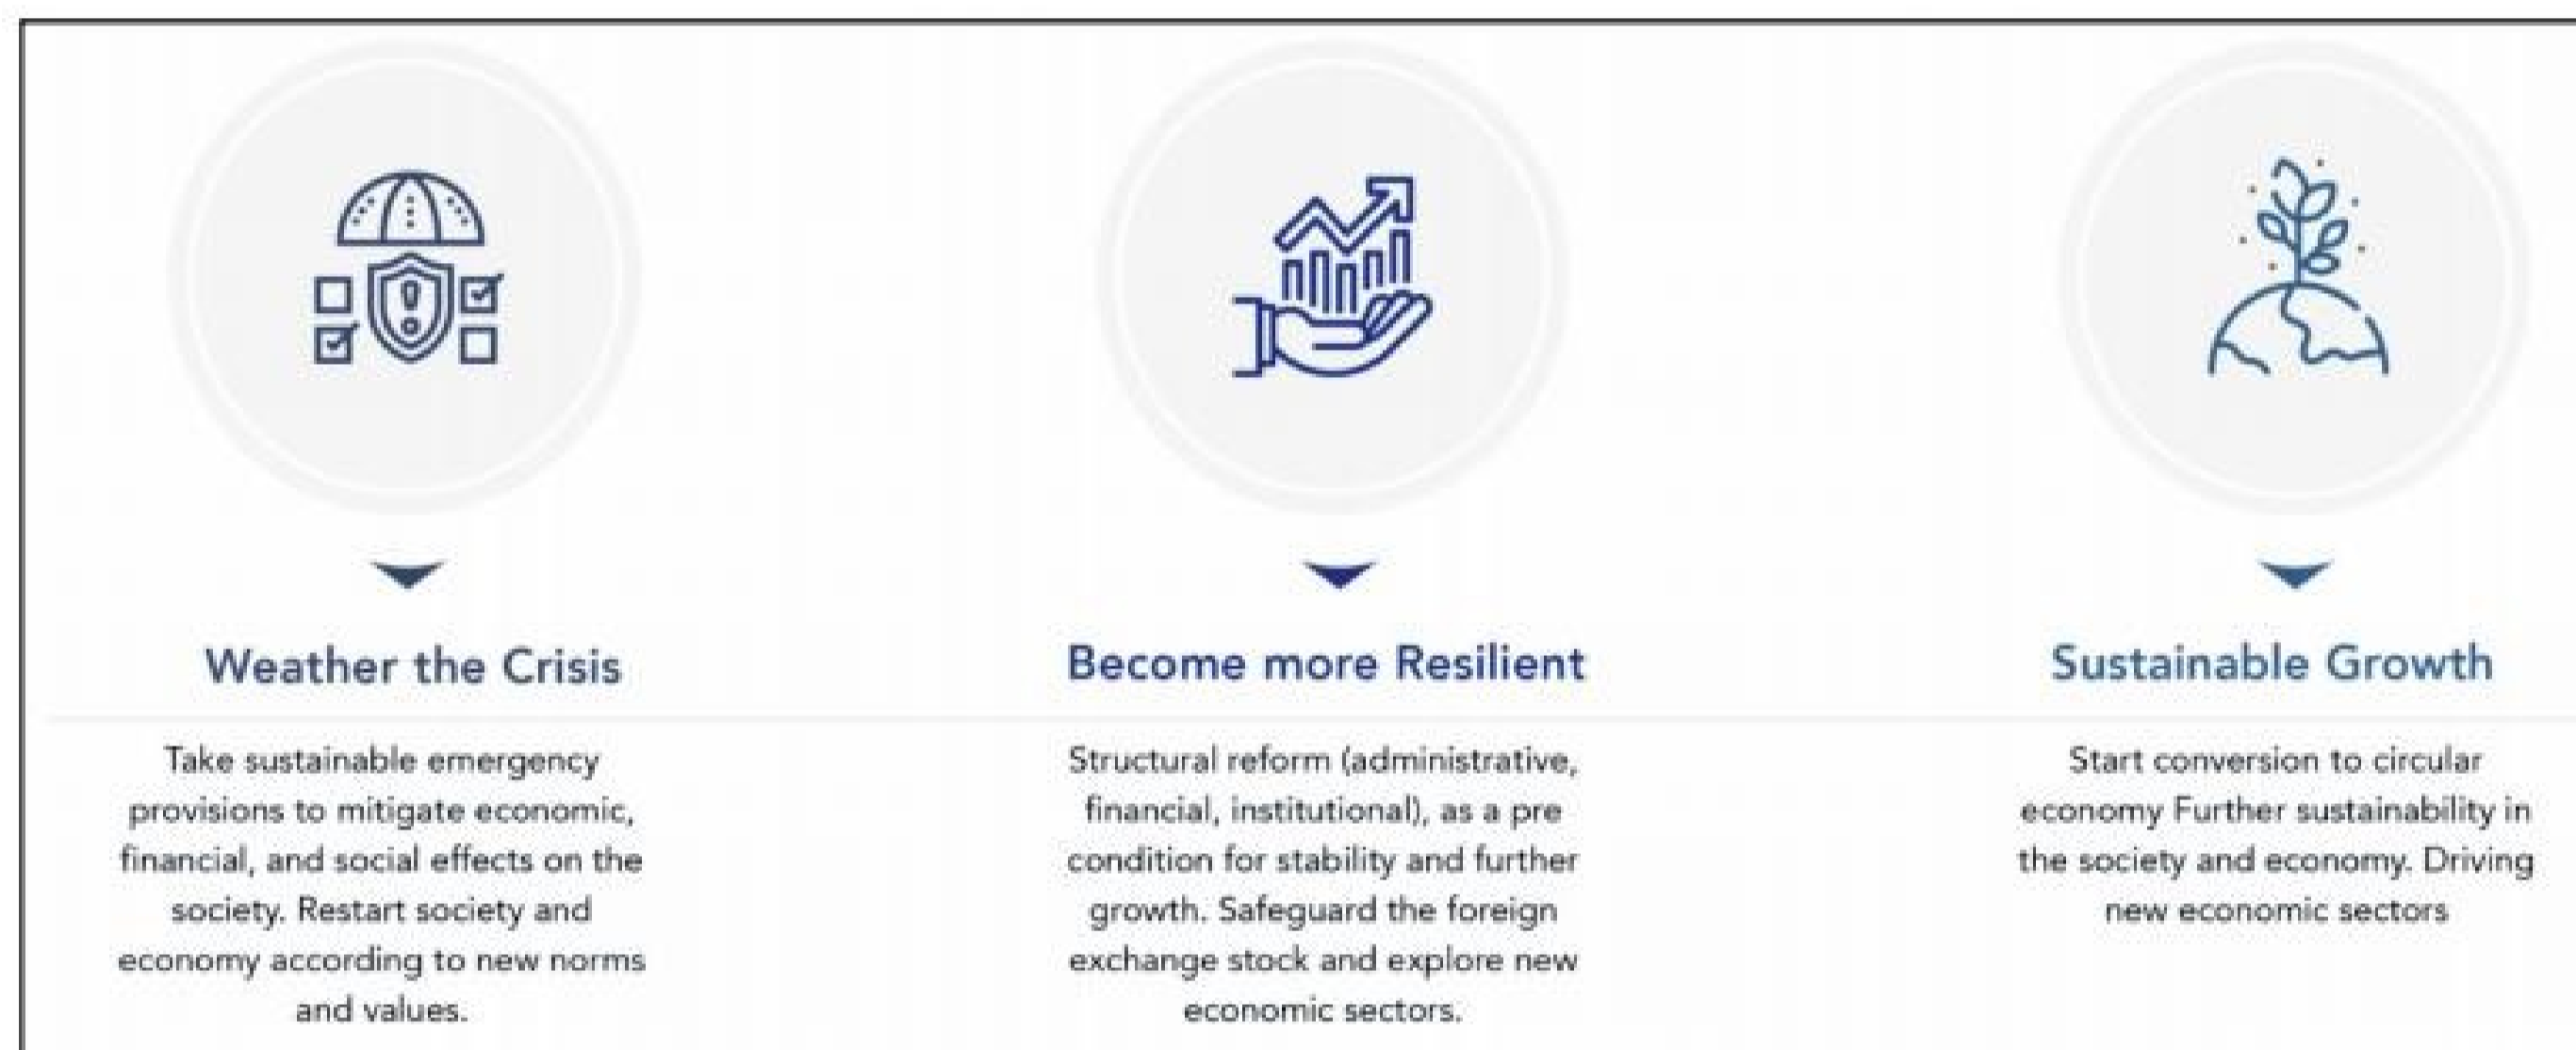 Weather the Crisis
Take sustainable emergency
provisions to mitigate economic,
financial, and social effects on the
society. Restart society and
economy according to new norms
and values.
Become more Resilient
Structural reform (administrative,
financial, institutional), as a pre
condition for stability and further
growth. Safeguard the foreign
exchange stock and explore new
economic sectors.
Sustainable Growth
Start conversion to circular
economy Further sustainability in
the society and economy. Driving
new economic sectors